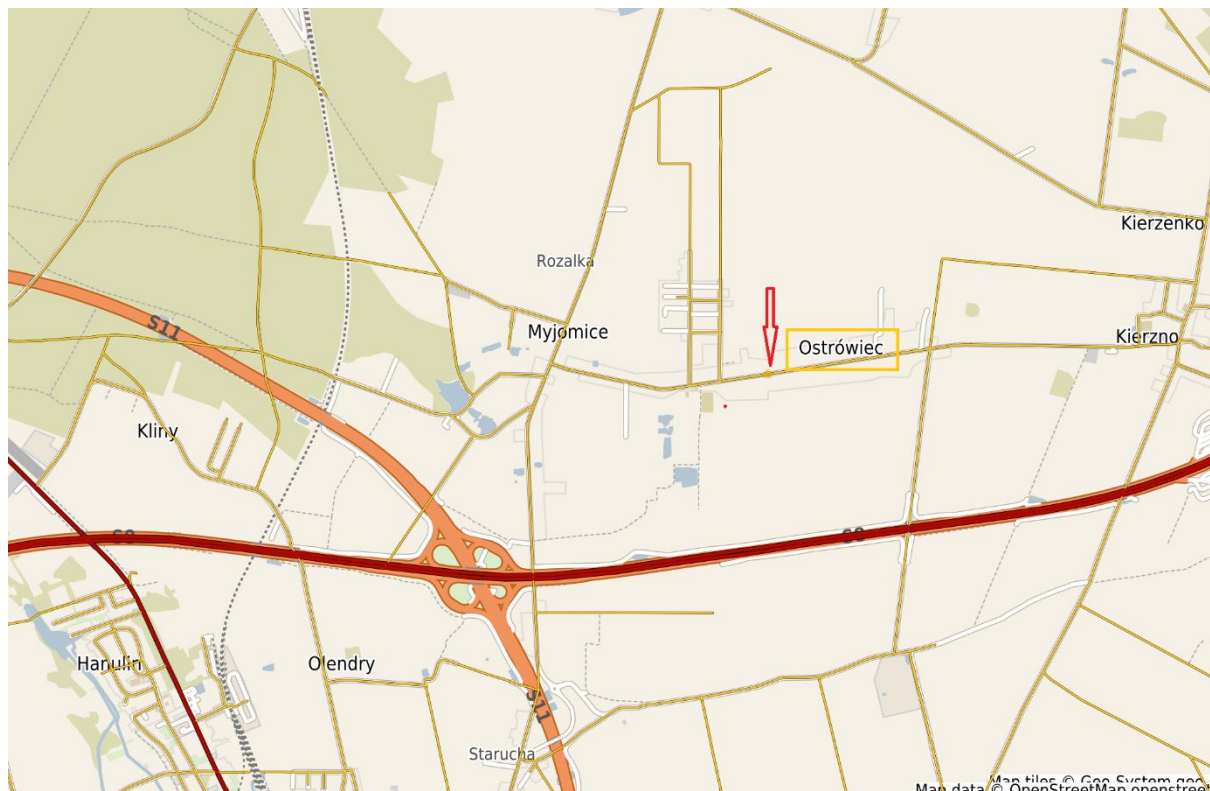 Kierzenko
Rozalka
S11
Myjomice
Ostrówiec
Kierzno
Kliny
S8
S8
Hanulin
Olendry
S11
Starucha
Map tiles © Geo-System geo
Map data © OpenStreetMap openstree